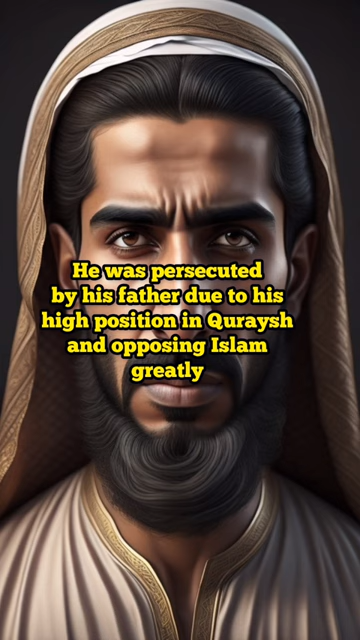 He was persecuted
by his father due to his
high position in Quraysh
and opposing Islam
greatly